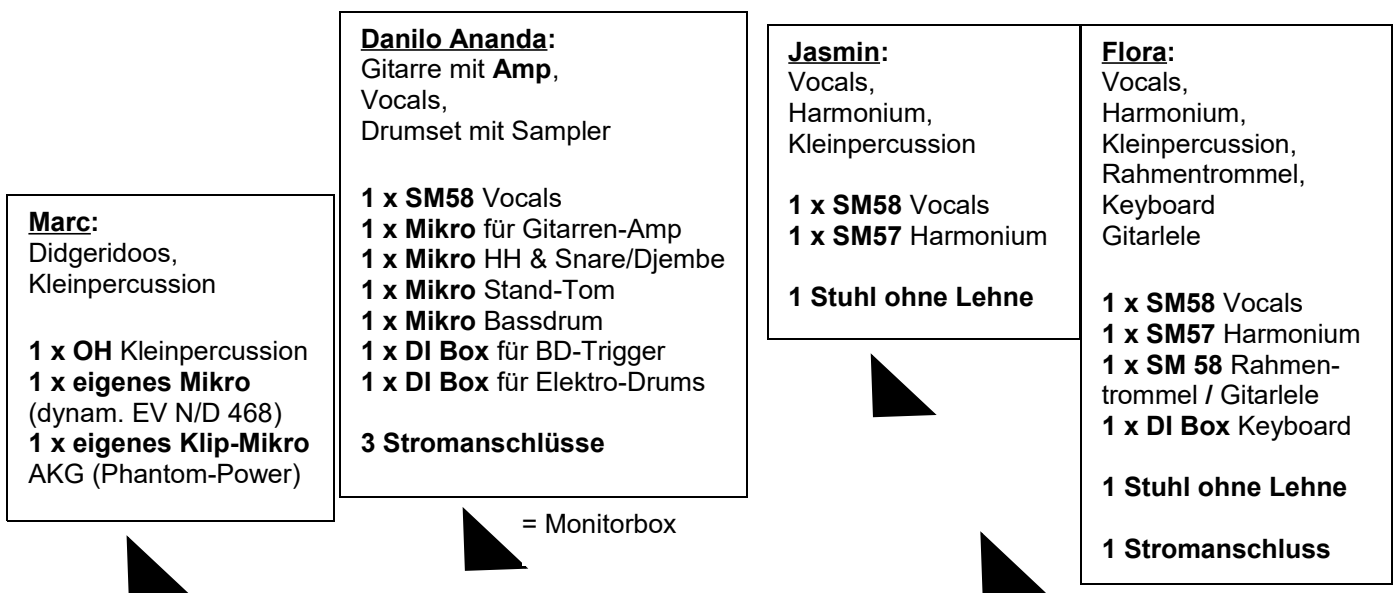 Marc:
Didgeridoos,
Kleinpercussion
1 x OH Kleinpercussion
1 x eigenes Mikro
(dynam. EV N/D 468)
1 x eigenes Klip-Mikro
AKG (Phantom-Power)
Danilo Ananda:
Gitarre mit Amp,
Vocals,
Drumset mit Sampler
1 x SM58 Vocals
1 x Mikro für Gitarren-Amp
1 x Mikro HH & Snare/Djembe
1 x Mikro Stand-Tom
1 x Mikro Bassdrum
1 x DI Box für BD-Trigger
1 x DI Box für Elektro-Drums
3 Stromanschlüsse
= Monitorbox
Jasmin:
Vocals,
Harmonium,
Kleinpercussion
1 x SM58 Vocals
1 x SM57 Harmonium
1 Stuhl ohne Lehne
Flora:
Vocals,
Harmonium,
Kleinpercussion,
Rahmentrommel,
Keyboard
Gitarlele
1 x SM58 Vocals
1 x SM57 Harmonium
1 x SM 58 Rahmen-
trommel / Gitarlele
1 x DI Box Keyboard
1 Stuhl ohne Lehne
1 Stromanschluss